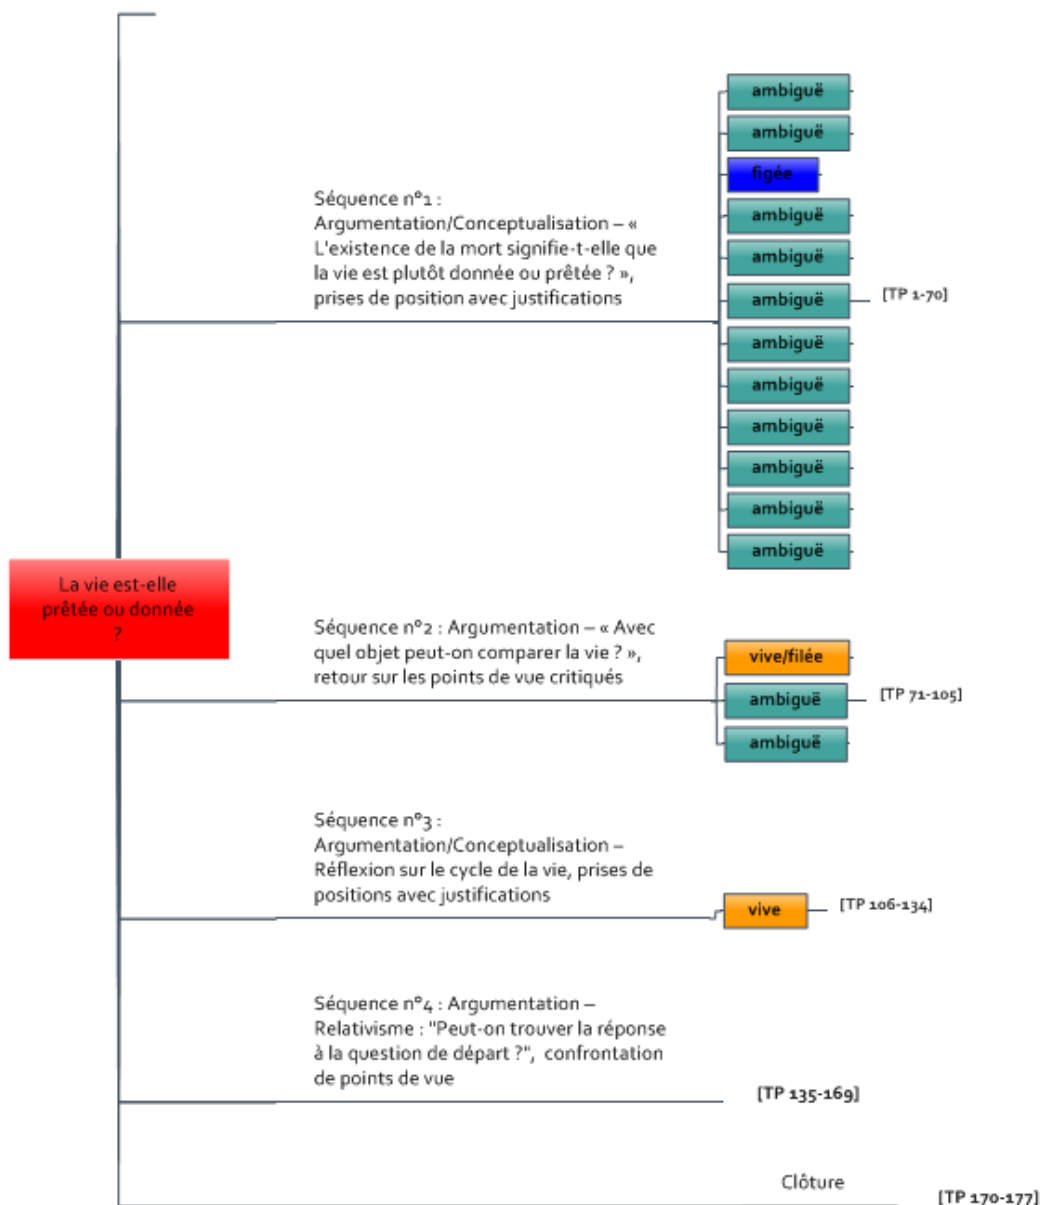 ambiguë
ambiguë
figée
ambiguë
ambiguë
ambiguë
ambiguë
ambiguë
ambiguë
ambiguë
ambiguë
ambiguë
Séquence n°1 :
Argumentation/Conceptualisation – «
L'existence de la mort signifie-t-elle que
la vie est plutôt donnée ou prêtée ? »,
prises de position avec justifications
[TP 1-70]
La vie est-elle
prêtée ou donnée
?
Séquence n°2 : Argumentation – « Avec
quel objet peut-on comparer la vie ? »,
retour sur les points de vue critiqués
vive/filée
ambiguë
ambiguë
[TP 71-105]
Séquence n°3 :
Argumentation/Conceptualisation –
Réflexion sur le cycle de la vie, prises de
positions avec justifications
vive
[TP 106-134]
Séquence n°4 : Argumentation –
Relativisme : "Peut-on trouver la réponse
à la question de départ ?", confrontation
de points de vue
[TP 135-169]
Clôture
[TP 170-177]